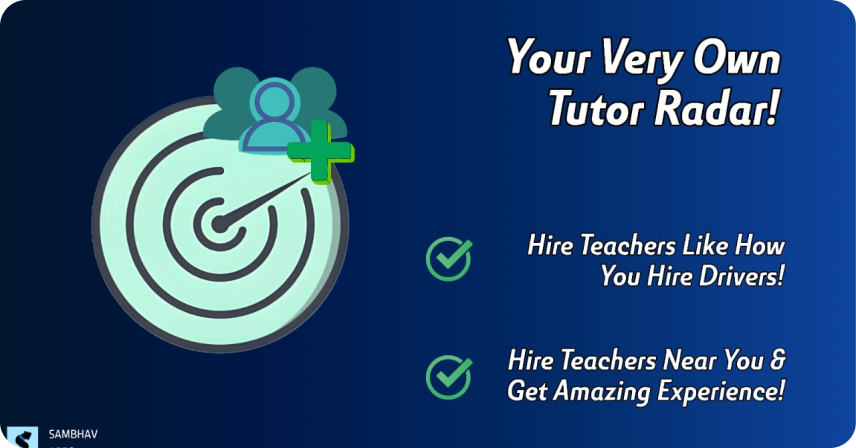 Your Very Own
Tutor Radar!
Hire Teachers Like How
You Hire Drivers!
Hire Teachers Near You &
Get Amazing Experience!
SAMBHAV